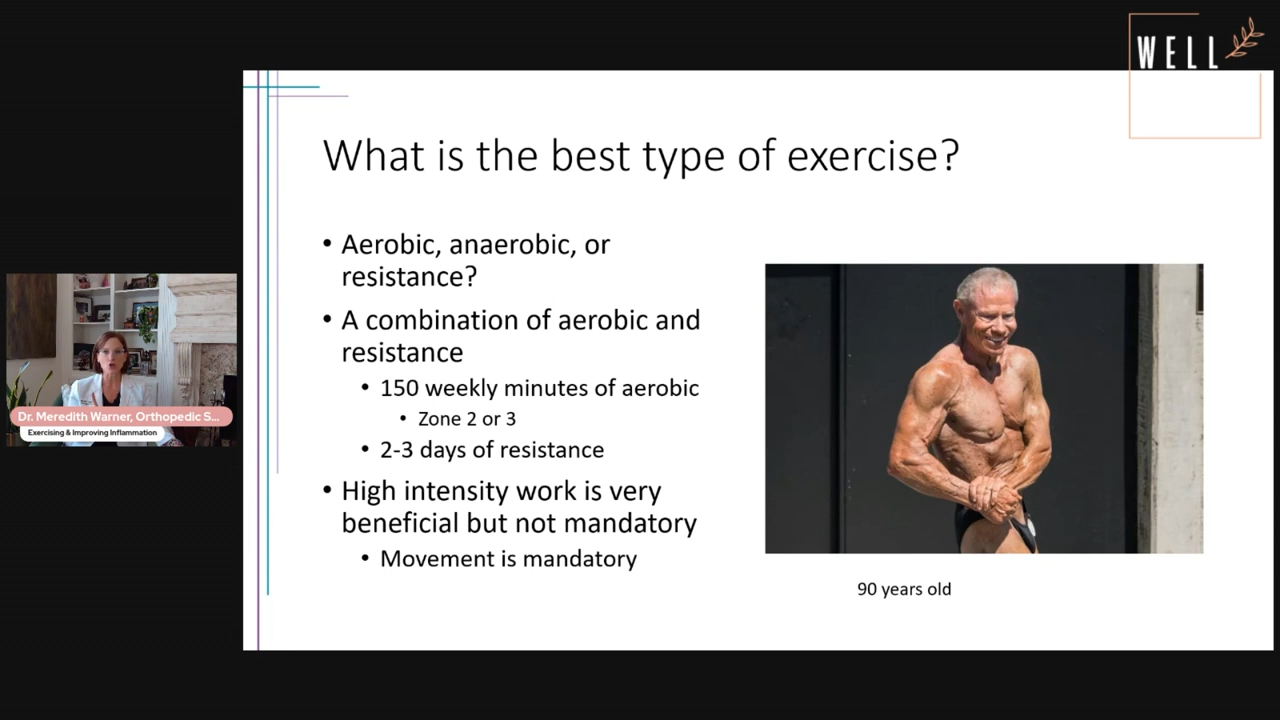 WELL
What is the best type of exercise?
• Aerobic, anaerobic, or
resistance?
• A combination of aerobic and
resistance
• 150 weekly minutes of aerobic
• Zone 2 or 3
• 2-3 days of resistance
• High intensity work is very
beneficial but not mandatory
• Movement is mandatory
90 years old
Dr. Meredith Warner, Orthopedic S...
Exercising & Improving Inflammation